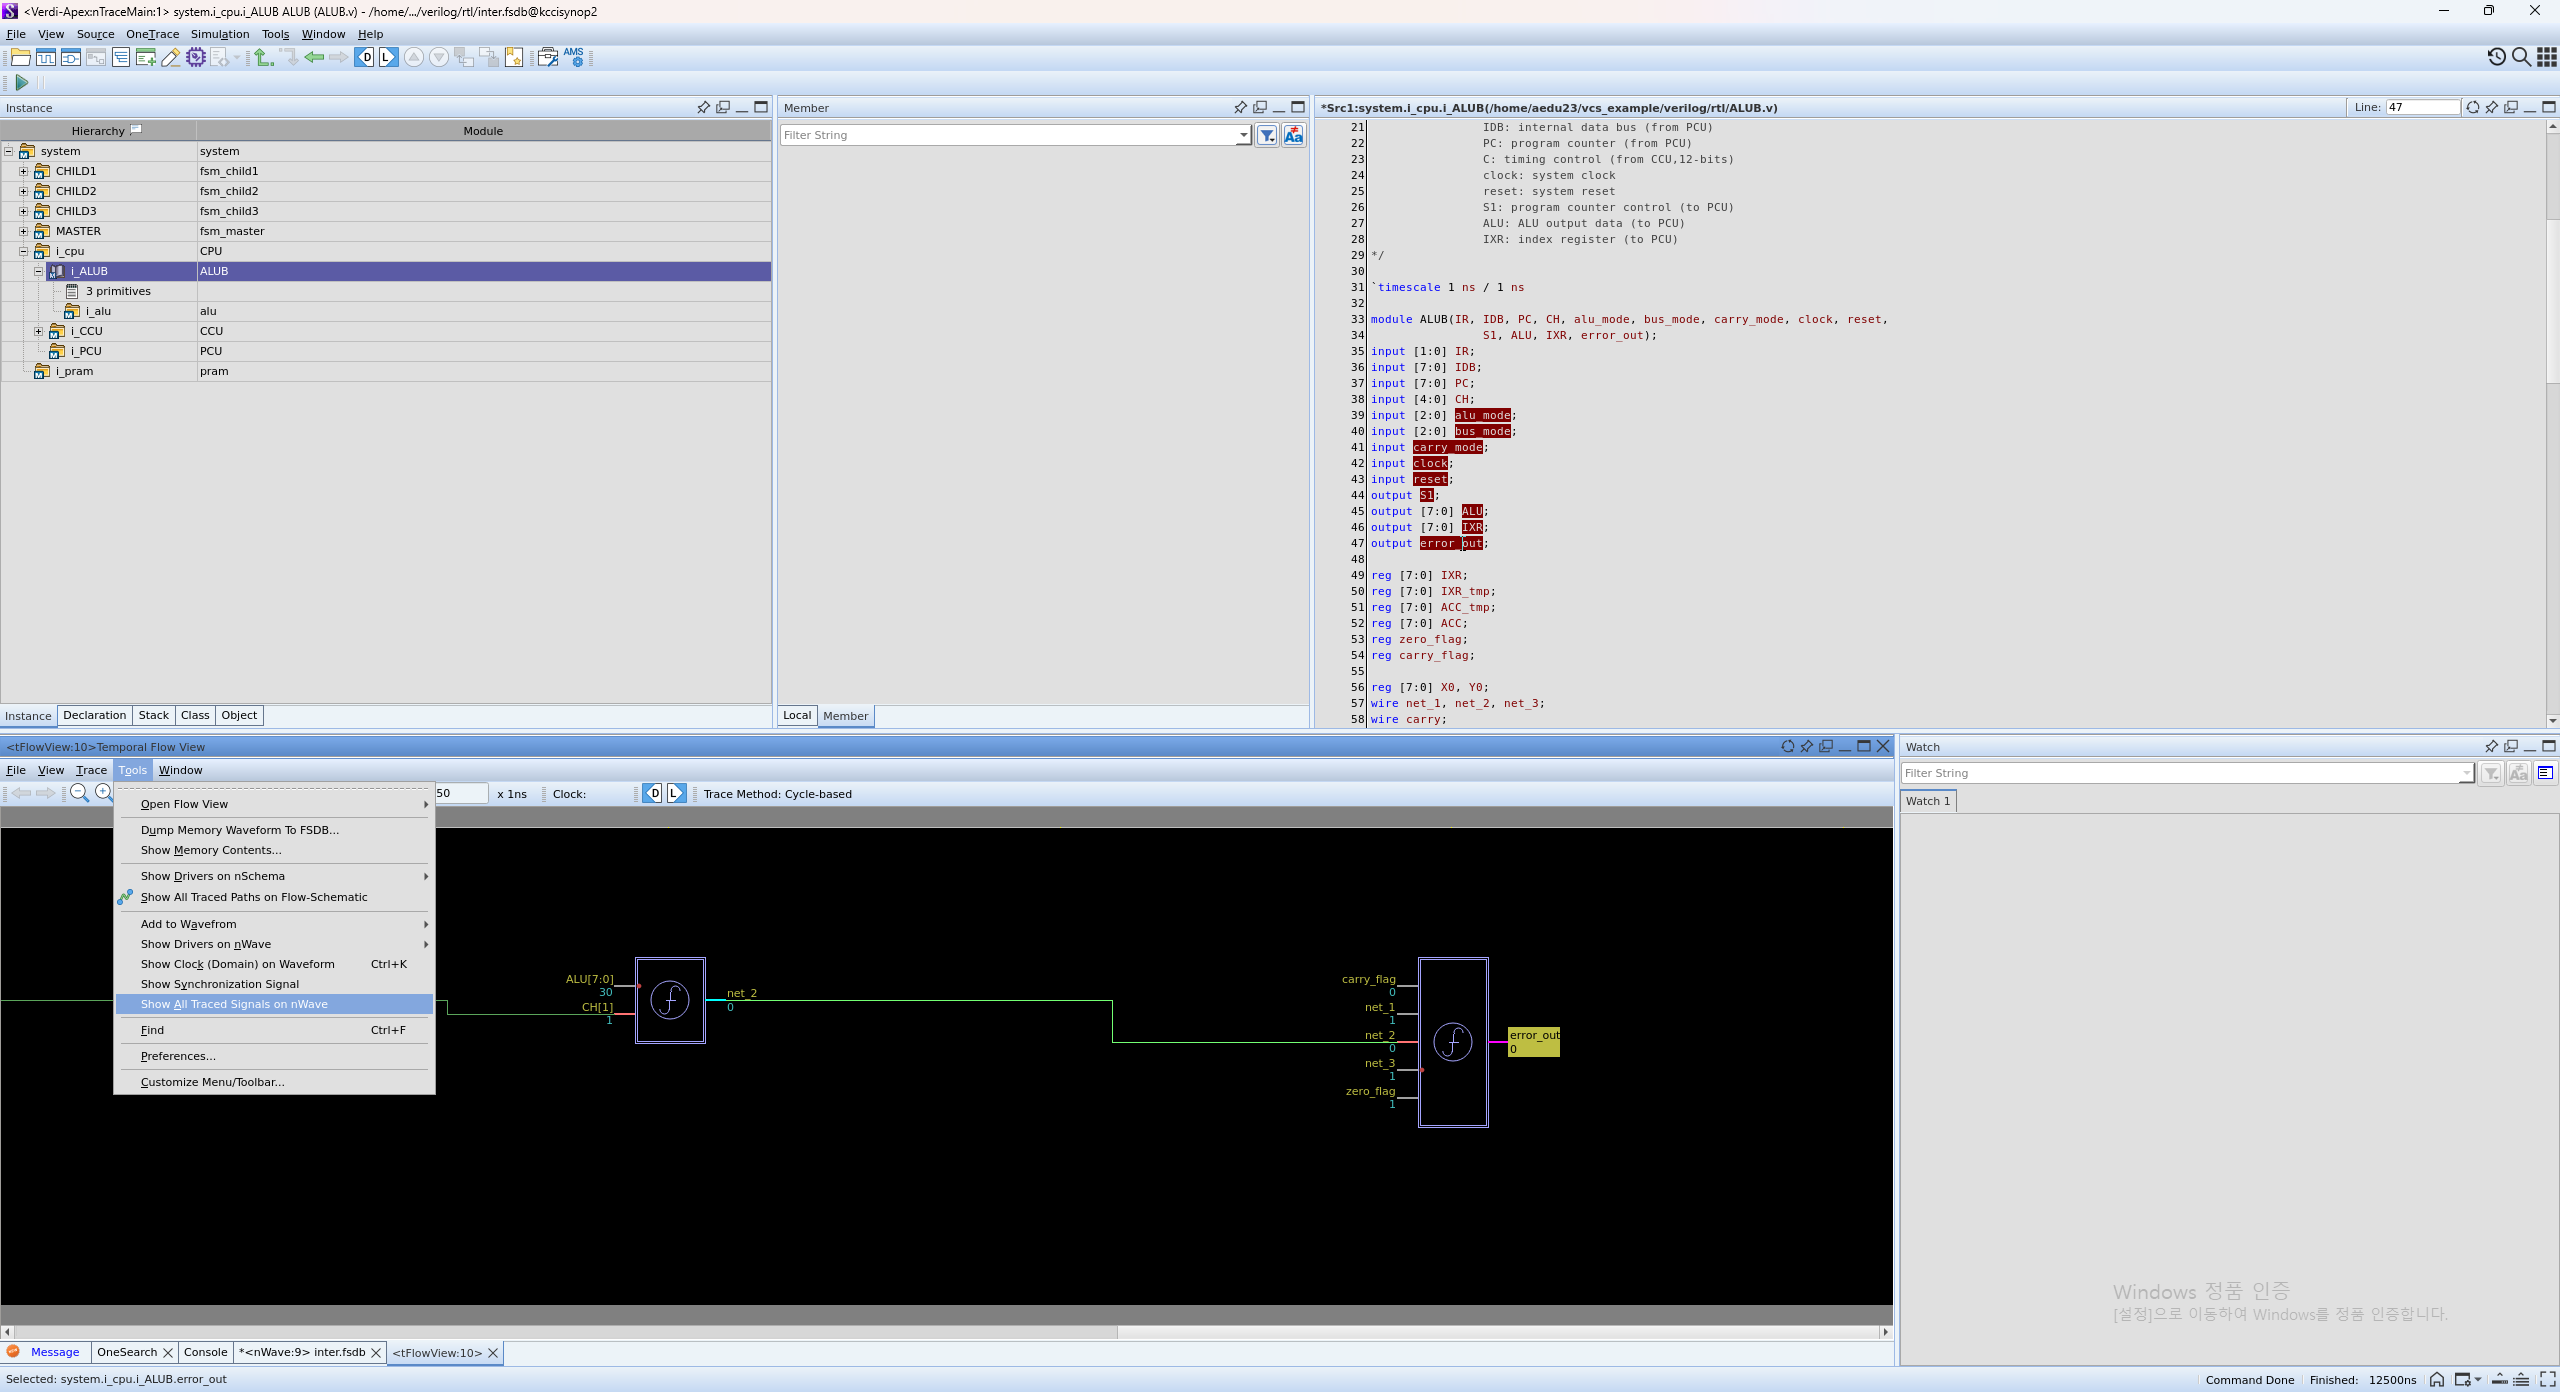 <Verdi-Apex:nTraceMain:1> system.i_cpu.i_ALUB ALUB (ALUB.v) - /home/.../verilog/rtl/inter.fsdb@kccisynop2
File View Source OneTrace Simulation Tools Window Help
D L AMS
Instance
Hierarchy Module
system system
CHILD1 fsm_child1
CHILD2 fsm_child2
CHILD3 fsm_child3
MASTER fsm_master
i_cpu CPU
i_ALUB ALUB
3 primitives
i_alu alu
i_CCU CCU
i_PCU PCU
i_pram pram
Instance Declaration Stack Class Object
Member
Filter String Aa
Local Member
*Src1:system.i_cpu.i_ALUB(/home/aedu23/vcs_example/verilog/rtl/ALUB.v) Line: 47
21 IDB: internal data bus (from PCU)
22 PC: program counter (from PCU)
23 C: timing control (from CCU,12-bits)
24 clock: system clock
25 reset: system reset
26 S1: program counter control (to PCU)
27 ALU: ALU output data (to PCU)
28 IXR: index register (to PCU)
29 */
30
31 `timescale 1 ns / 1 ns
32
33 module ALUB(IR, IDB, PC, CH, alu_mode, bus_mode, carry_mode, clock, reset,
34 S1, ALU, IXR, error_out);
35 input [1:0] IR;
36 input [7:0] IDB;
37 input [7:0] PC;
38 input [4:0] CH;
39 input [2:0] alu_mode;
40 input [2:0] bus_mode;
41 input carry_mode;
42 input clock;
43 input reset;
44 output S1;
45 output [7:0] ALU;
46 output [7:0] IXR;
47 output error_out;
48
49 reg [7:0] IXR;
50 reg [7:0] IXR_tmp;
51 reg [7:0] ACC_tmp;
52 reg [7:0] ACC;
53 reg zero_flag;
54 reg carry_flag;
55
56 reg [7:0] X0, Y0;
57 wire net_1, net_2, net_3;
58 wire carry;
<tFlowView:10>Temporal Flow View
File View Trace Tools Window
50 x 1ns Clock: D L Trace Method: Cycle-based
Open Flow View
Dump Memory Waveform To FSDB...
Show Memory Contents...
Show Drivers on nSchema
Show All Traced Paths on Flow-Schematic
Add to Wavefrom
Show Drivers on nWave
Show Clock (Domain) on Waveform Ctrl+K
Show Synchronization Signal
Show All Traced Signals on nWave
Find Ctrl+F
Preferences...
Customize Menu/Toolbar...
ALU[7:0]
30
CH[1]
1
f
net_2
0
carry_flag
0
net_1
1
net_2
0
net_3
1
zero_flag
1
f
error_out
0
Watch
Filter String Aa
Watch 1
Windows 정품 인증
[설정]으로 이동하여 Windows를 정품 인증합니다.
Message OneSearch Console *<nWave:9> inter.fsdb <tFlowView:10>
Selected: system.i_cpu.i_ALUB.error_out Command Done Finished: 12500ns